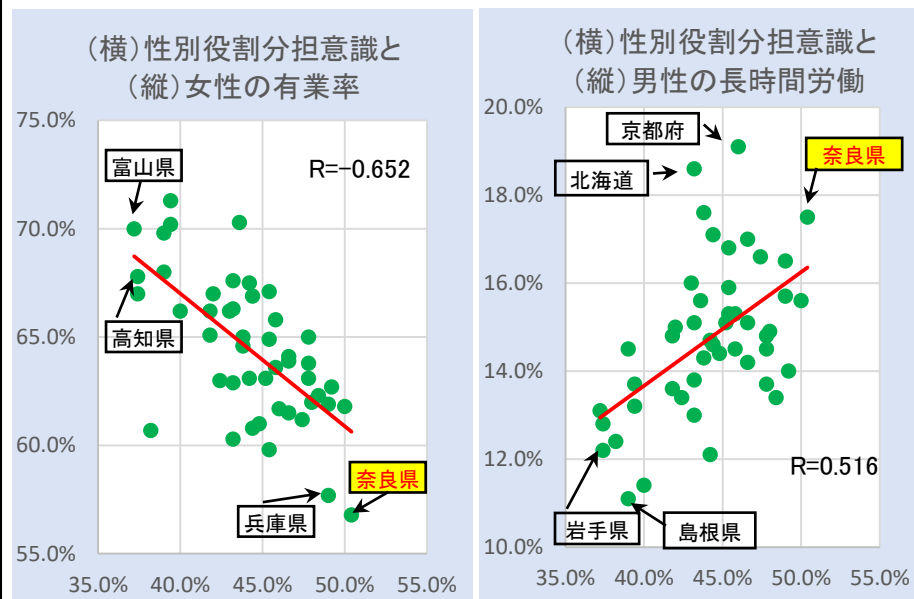 (横)性別役割分担意識と
(縦)女性の有業率
75.0%
70.0%
65.0%
60.0%
55.0%
35.0%
40.0%
45.0%
50.0%
55.0%
富山県
R=-0.652
高知県
兵庫県
奈良県
(横)性別役割分担意識と
(縦)男性の長時間労働
20.0%
18.0%
16.0%
14.0%
12.0%
10.0%
35.0%
40.0%
45.0%
50.0%
55.0%
京都府
北海道
奈良県
R=0.516
岩手県
島根県